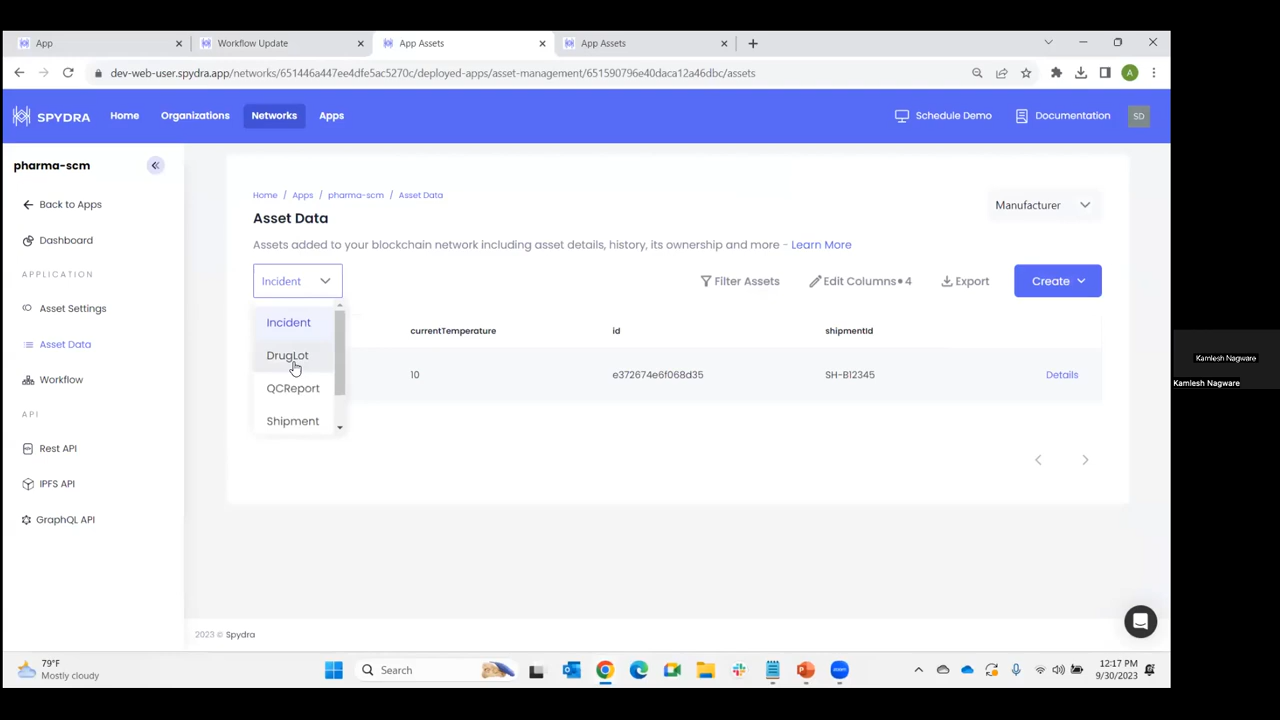 App
Workflow Update
App Assets
App Assets
dev-web-user.spydra.app/networks/651446a447ee4dfe5ac5270c/deployed-apps/asset-management/651590796e40daca12a46dbc/assets
A
SPYDRA
Home
Organizations
Networks
Apps
Schedule Demo
Documentation
SD
pharma-scm
Back to Apps
Dashboard
APPLICATION
Asset Settings
Asset Data
Workflow
API
Rest API
IPFS API
GraphQL API
Home / Apps / pharma-scm / Asset Data
Asset Data
Manufacturer
Assets added to your blockchain network including asset details, history, its ownership and more - Learn More
Incident
Filter Assets
Edit Columns•4
Export
Create
Incident
DrugLot
QCReport
Shipment
currentTemperature
id
shipmentId
10
e372674e6f068d35
SH-B12345
Details
2023 © Spydra
Kamlesh Nagware
Kamlesh Nagware
79°F
Mostly cloudy
Search
12:17 PM
9/30/2023